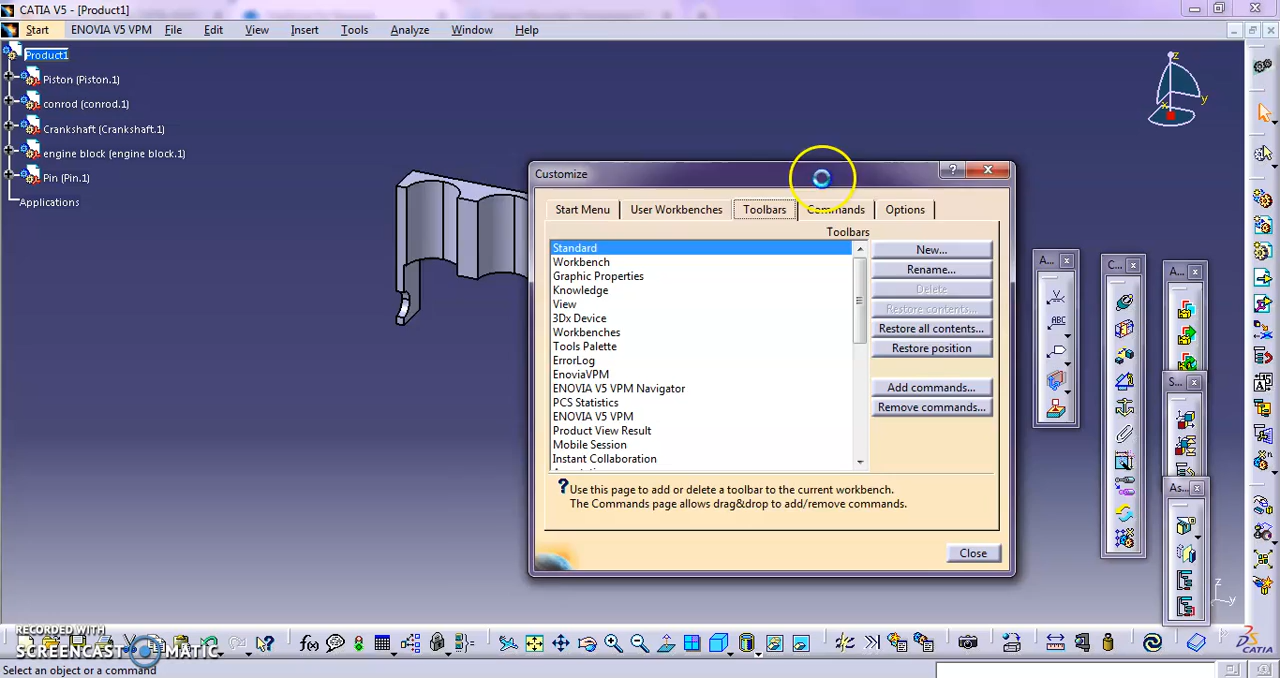 CATIA V5 - [Product1]
Start ENOVIA V5 VPM File Edit View Insert Tools Analyze Window Help
Product1
Piston (Piston.1)
conrod (conrod.1)
Crankshaft (Crankshaft.1)
engine block (engine block.1)
Pin (Pin.1)
Applications
z
y
x
Customize
Start Menu User Workbenches Toolbars Commands Options
Toolbars
Standard
Workbench
Graphic Properties
Knowledge
View
3Dx Device
Workbenches
Tools Palette
ErrorLog
EnoviaVPM
ENOVIA V5 VPM Navigator
PCS Statistics
ENOVIA V5 VPM
Product View Result
Mobile Session
Instant Collaboration
New...
Rename...
Delete
Restore contents...
Restore all contents...
Restore position
Add commands...
Remove commands...
Use this page to add or delete a toolbar to the current workbench.
The Commands page allows drag&drop to add/remove commands.
Close
A...
C...
A...
S...
As...
ABC
z
y
RECORDED WITH
SCREENCAST MATIC
CATIA
Select an object or a command